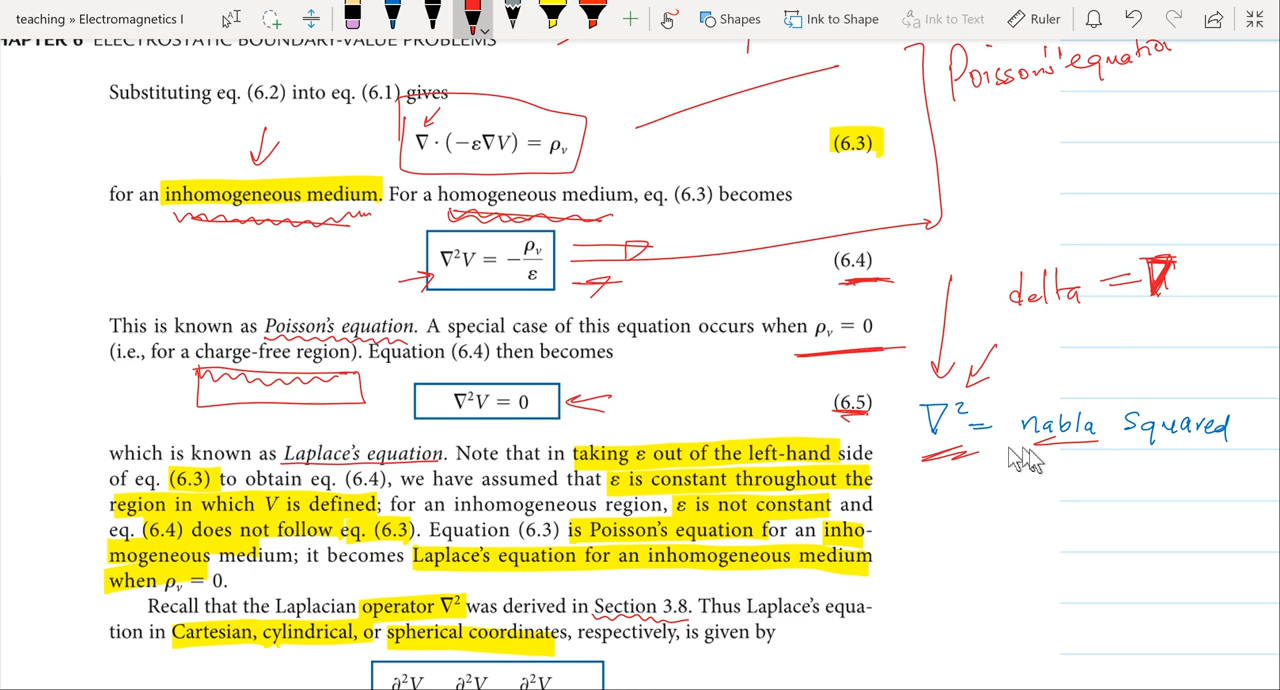 teaching » Electromagnetics I
Shapes
Ink to Shape
Ink to Text
Ruler
CHAPTER 6 ELECTROSTATIC BOUNDARY-VALUE PROBLEMS
Poisson's equation
Substituting eq. (6.2) into eq. (6.1) gives
∇ · (−ε∇V) = ρᵥ (6.3)
for an inhomogeneous medium. For a homogeneous medium, eq. (6.3) becomes
∇²V = −ρᵥ/ε (6.4)
delta = ∇
This is known as Poisson's equation. A special case of this equation occurs when ρᵥ = 0
(i.e., for a charge-free region). Equation (6.4) then becomes
∇²V = 0 (6.5)
∇² = nabla squared
which is known as Laplace's equation. Note that in taking ε out of the left-hand side
of eq. (6.3) to obtain eq. (6.4), we have assumed that ε is constant throughout the
region in which V is defined; for an inhomogeneous region, ε is not constant and
eq. (6.4) does not follow eq. (6.3). Equation (6.3) is Poisson's equation for an inho-
mogeneous medium; it becomes Laplace's equation for an inhomogeneous medium
when ρᵥ = 0.
Recall that the Laplacian operator ∇² was derived in Section 3.8. Thus Laplace's equa-
tion in Cartesian, cylindrical, or spherical coordinates, respectively, is given by
∂²V ∂²V ∂²V